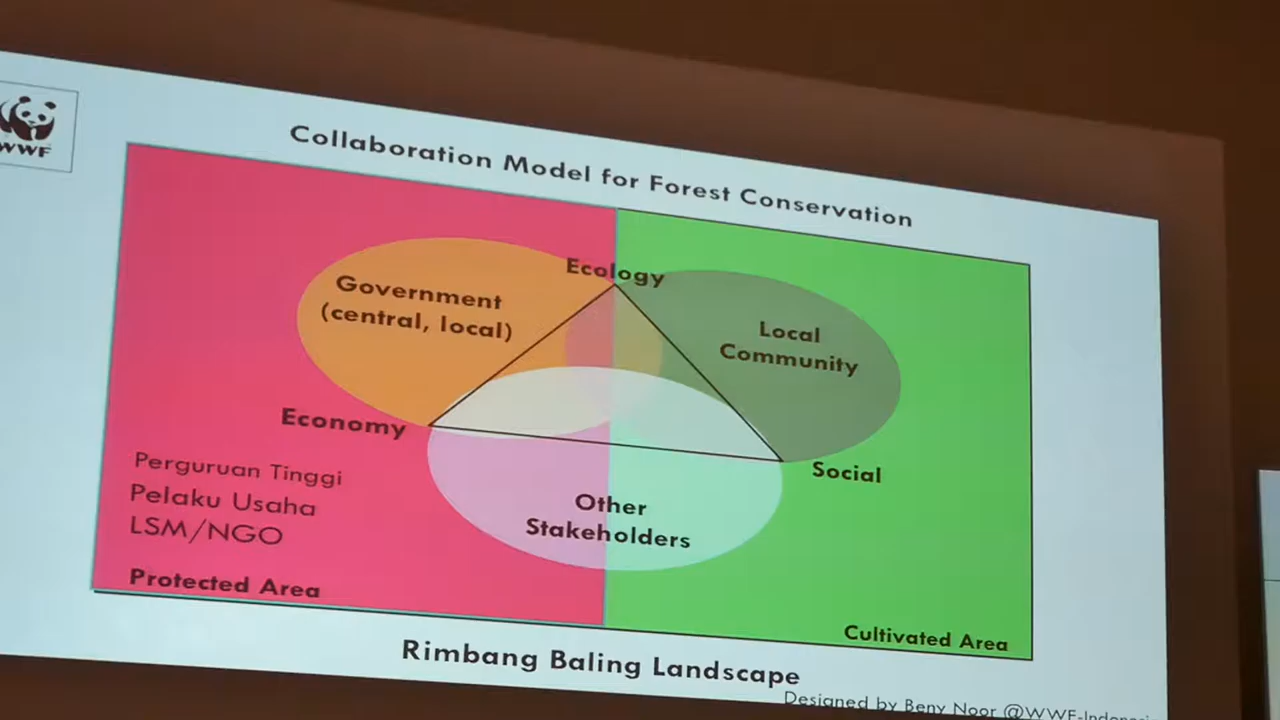 WWF
Collaboration Model for Forest Conservation
Ecology
Government
(central, local)
Local
Community
Economy
Social
Perguruan Tinggi
Pelaku Usaha
LSM/NGO
Other
Stakeholders
Protected Area
Cultivated Area
Rimbang Baling Landscape
Designed by Beny Noor @WWF-Indonesi